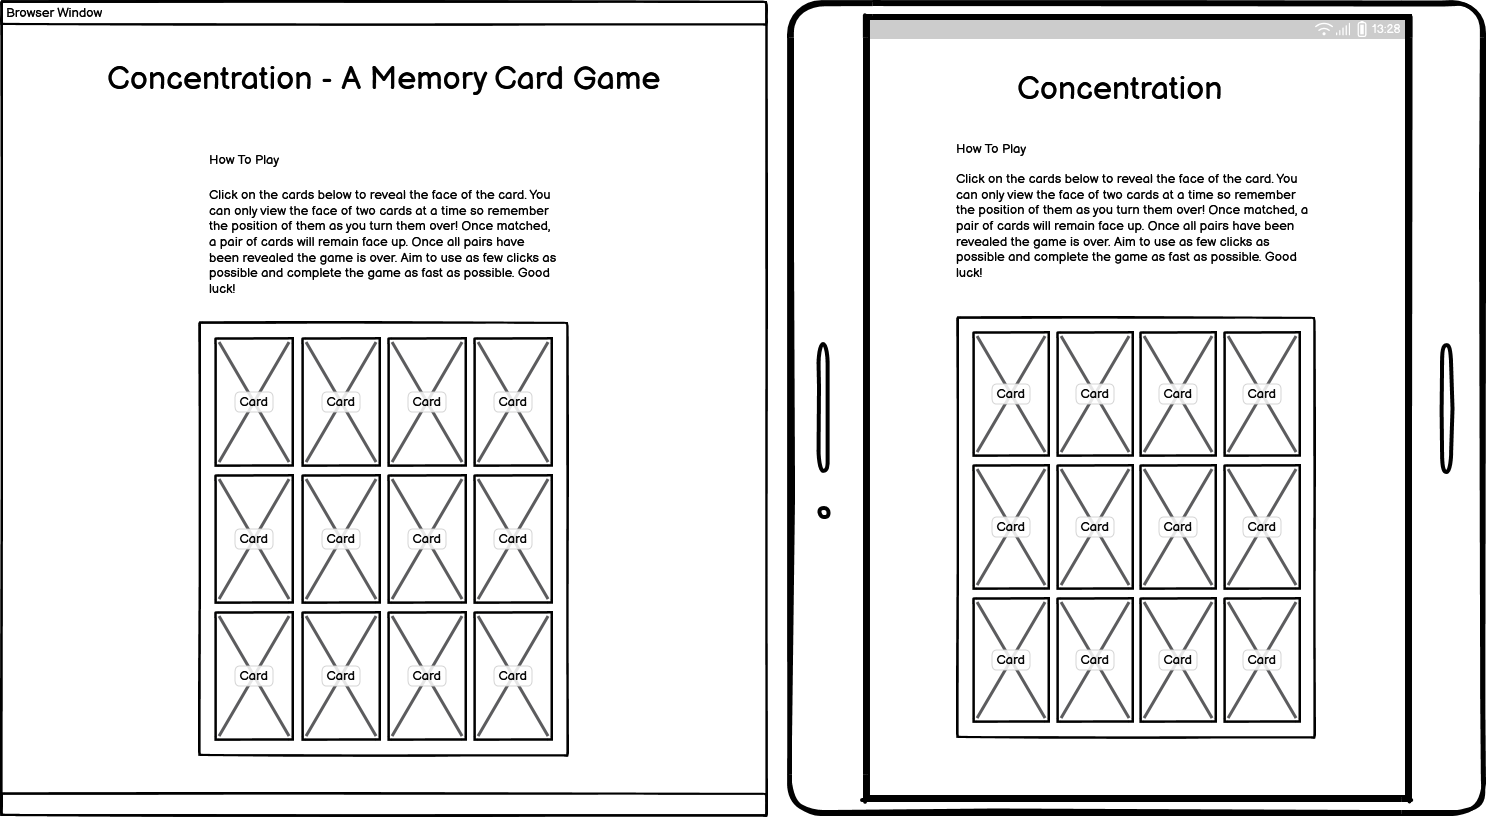 Browser Window
Concentration - A Memory Card Game
How To Play
Click on the cards below to reveal the face of the card. You
can only view the face of two cards at a time so remember
the position of them as you turn them over! Once matched,
a pair of cards will remain face up. Once all pairs have
been revealed the game is over. Aim to use as few clicks as
possible and complete the game as fast as possible. Good
luck!
Card Card Card Card
Card Card Card Card
Card Card Card Card
13:28
Concentration
How To Play
Click on the cards below to reveal the face of the card. You
can only view the face of two cards at a time so remember
the position of them as you turn them over! Once matched, a
pair of cards will remain face up. Once all pairs have been
revealed the game is over. Aim to use as few clicks as
possible and complete the game as fast as possible. Good
luck!
Card Card Card Card
Card Card Card Card
Card Card Card Card